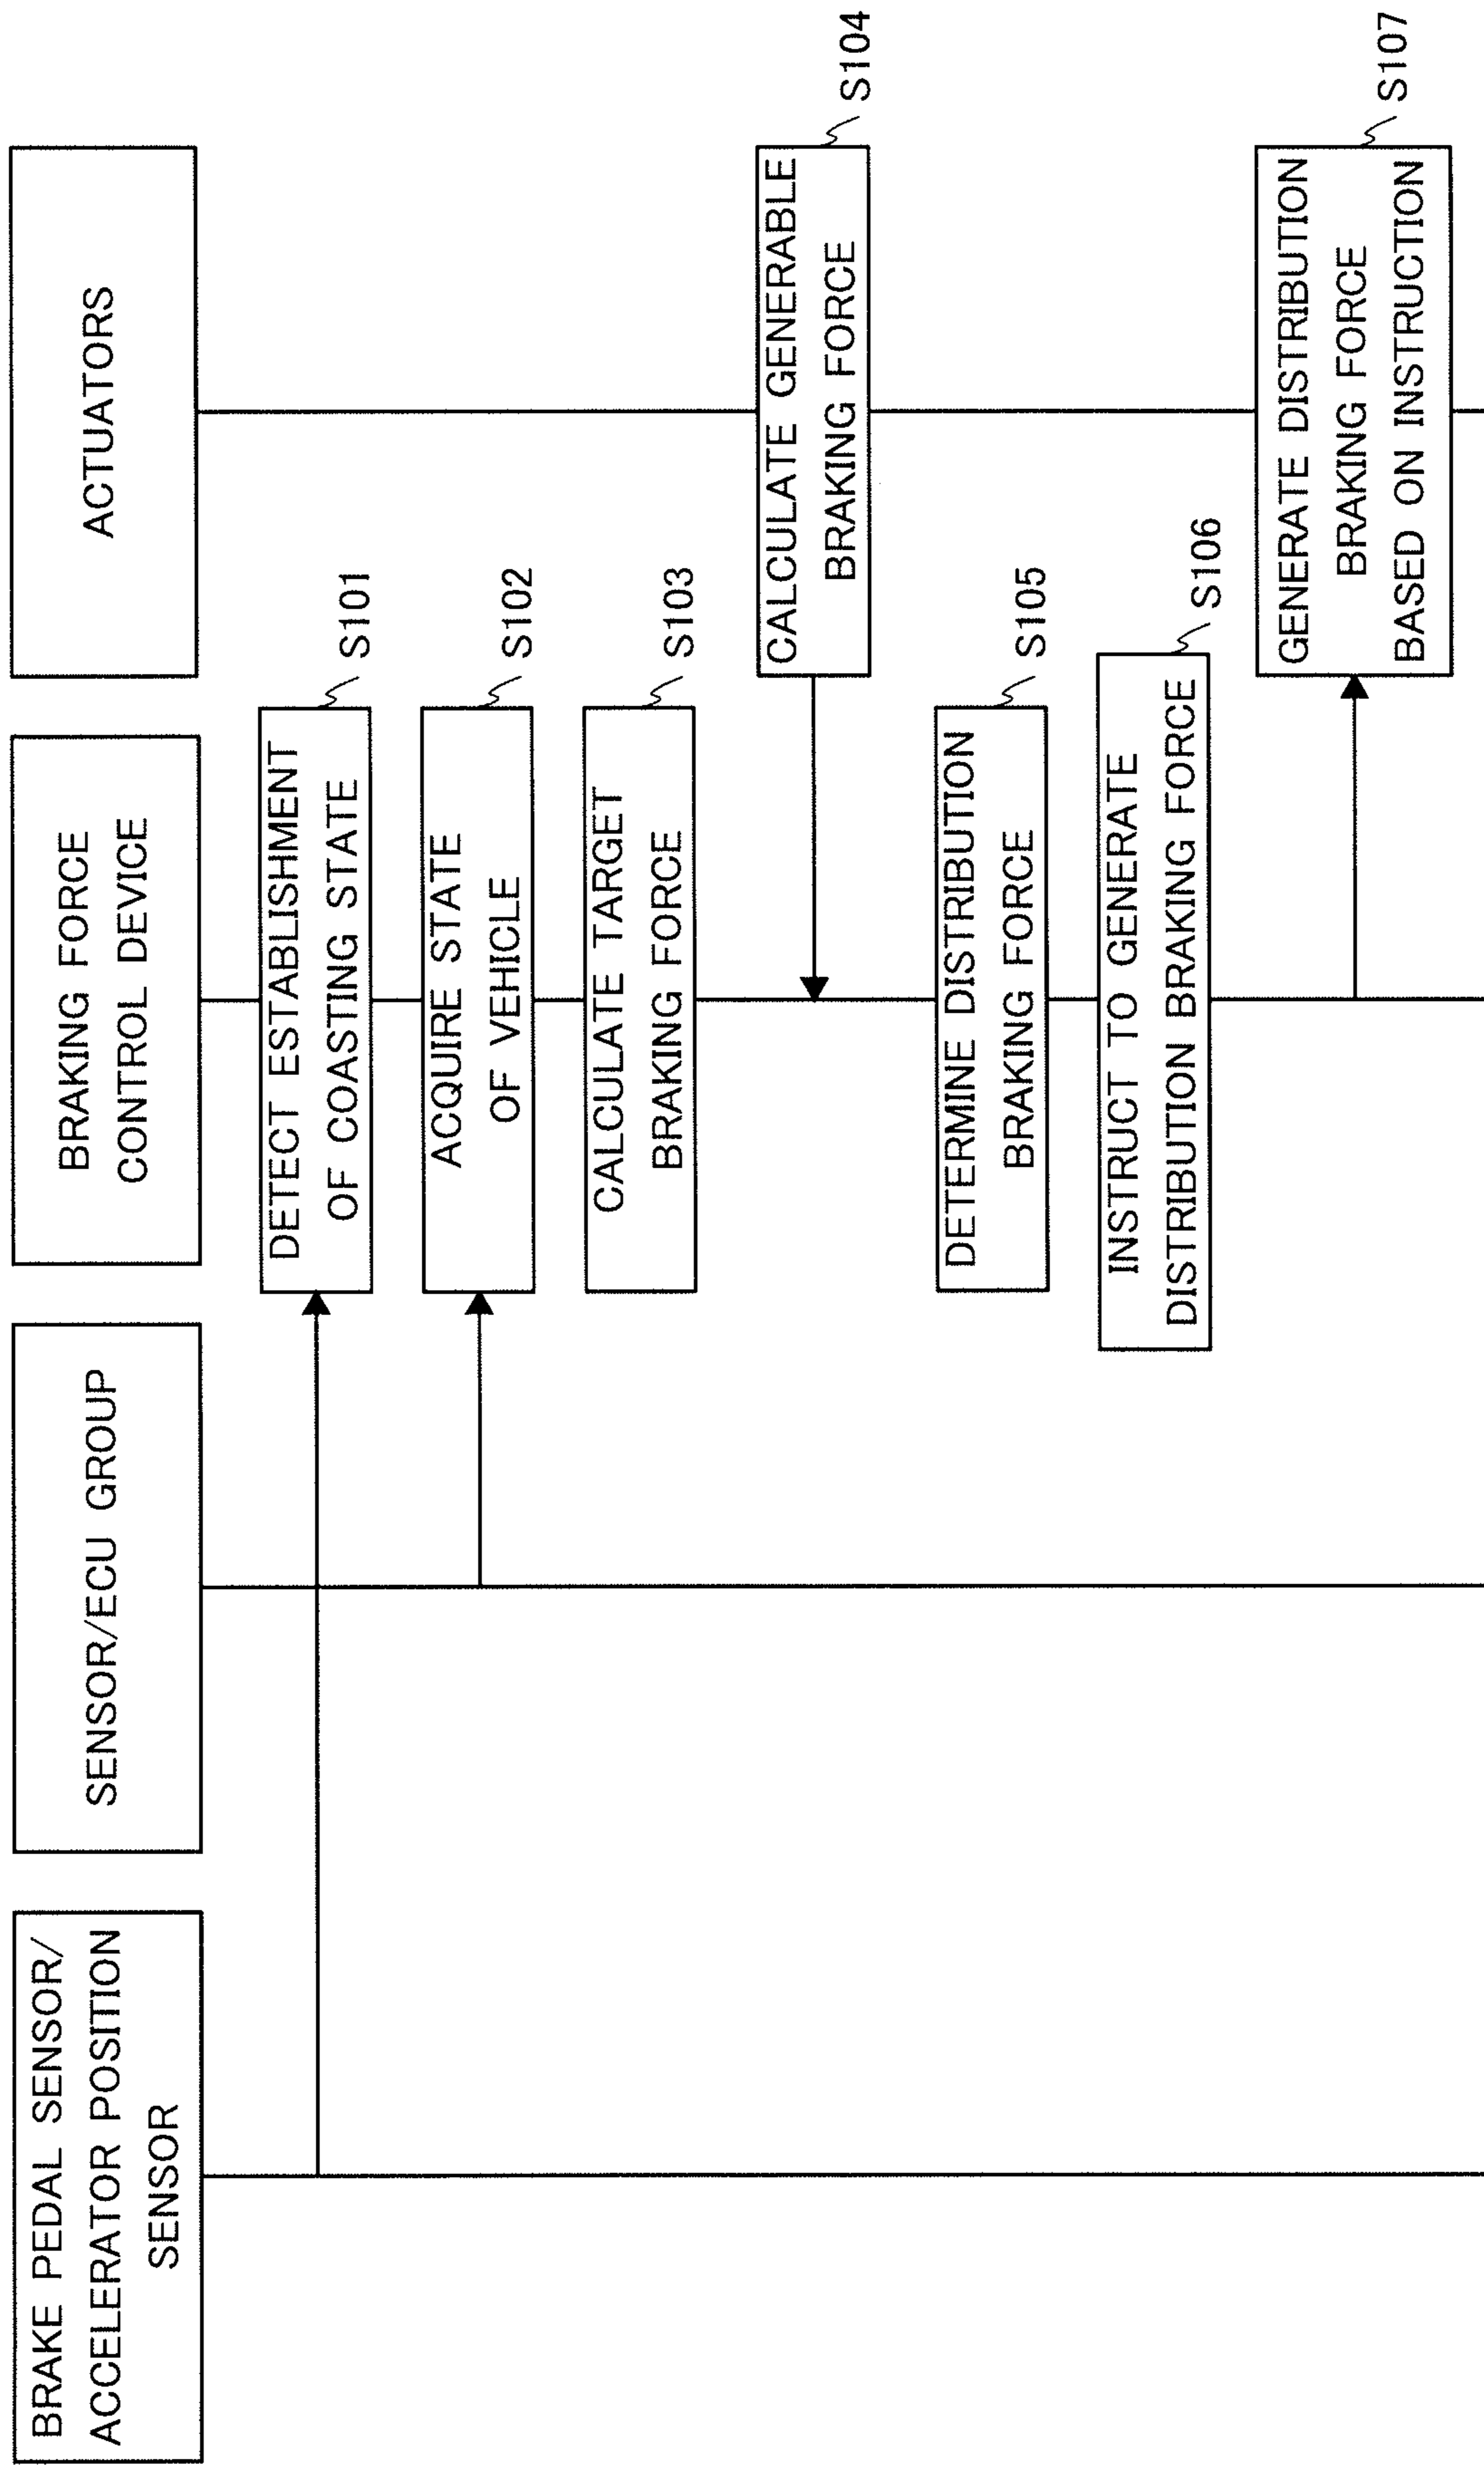 BRAKE PEDAL SENSOR/
ACCELERATOR POSITION
SENSOR
SENSOR/ECU GROUP
BRAKING FORCE
CONTROL DEVICE
ACTUATORS
DETECT ESTABLISHMENT
OF COASTING STATE
S101
ACQUIRE STATE
OF VEHICLE
S102
CALCULATE TARGET
BRAKING FORCE
S103
CALCULATE GENERABLE
BRAKING FORCE
S104
DETERMINE DISTRIBUTION
BRAKING FORCE
S105
INSTRUCT TO GENERATE
DISTRIBUTION BRAKING FORCE
S106
GENERATE DISTRIBUTION
BRAKING FORCE
BASED ON INSTRUCTION
S107